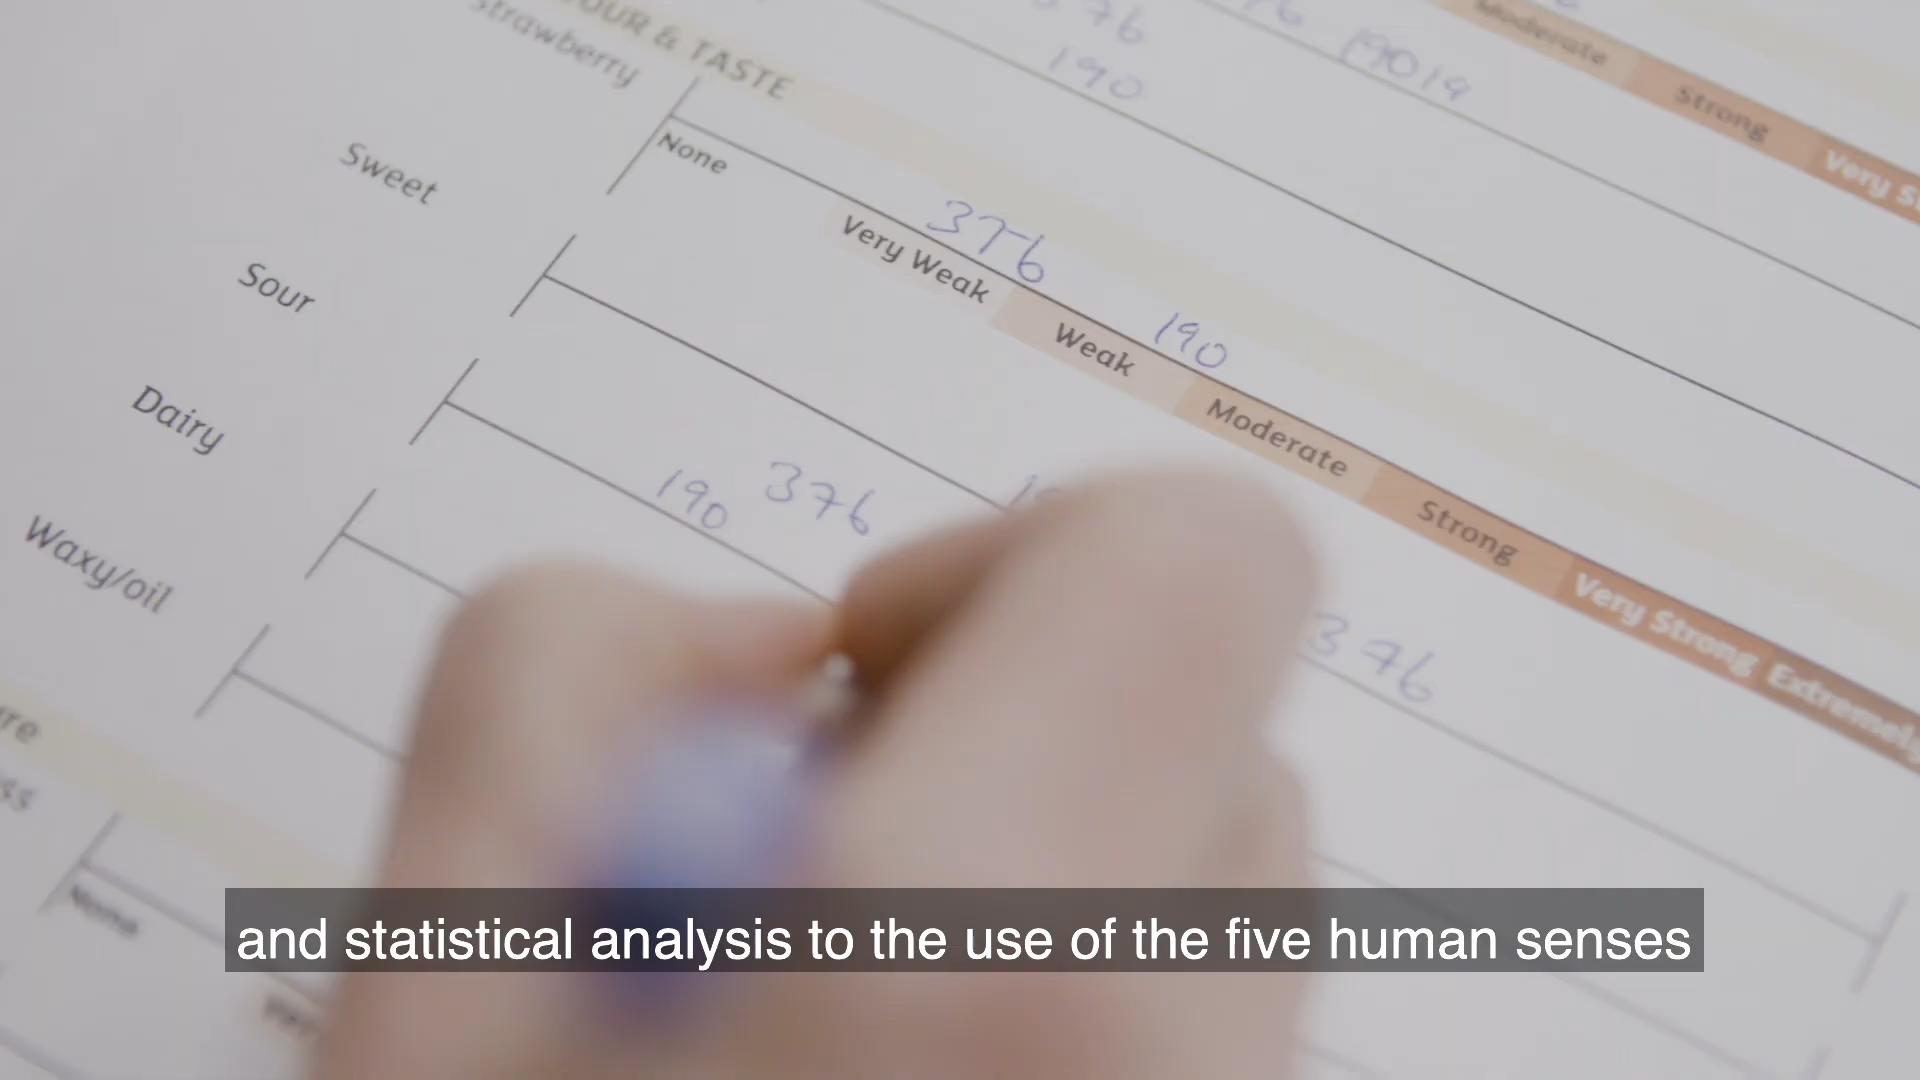 376
190
19019
Moderate
Strong
Very S
OUR & TASTE
Strawberry
None
Very Weak
Weak
Moderate
Strong
Very Strong
Extremely
376
190
Sweet
Sour
190
376
Dairy
376
Waxy/oil
None
and statistical analysis to the use of the five human senses